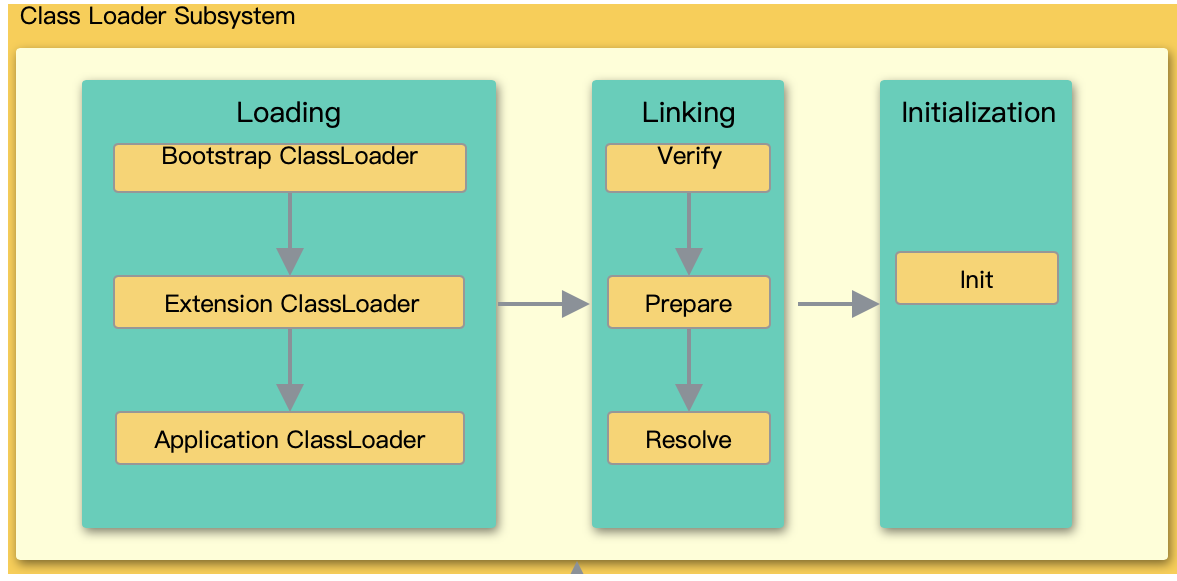 Class Loader Subsystem
Loading
Bootstrap ClassLoader
Extension ClassLoader
Application ClassLoader
Linking
Verify
Prepare
Resolve
Initialization
Init